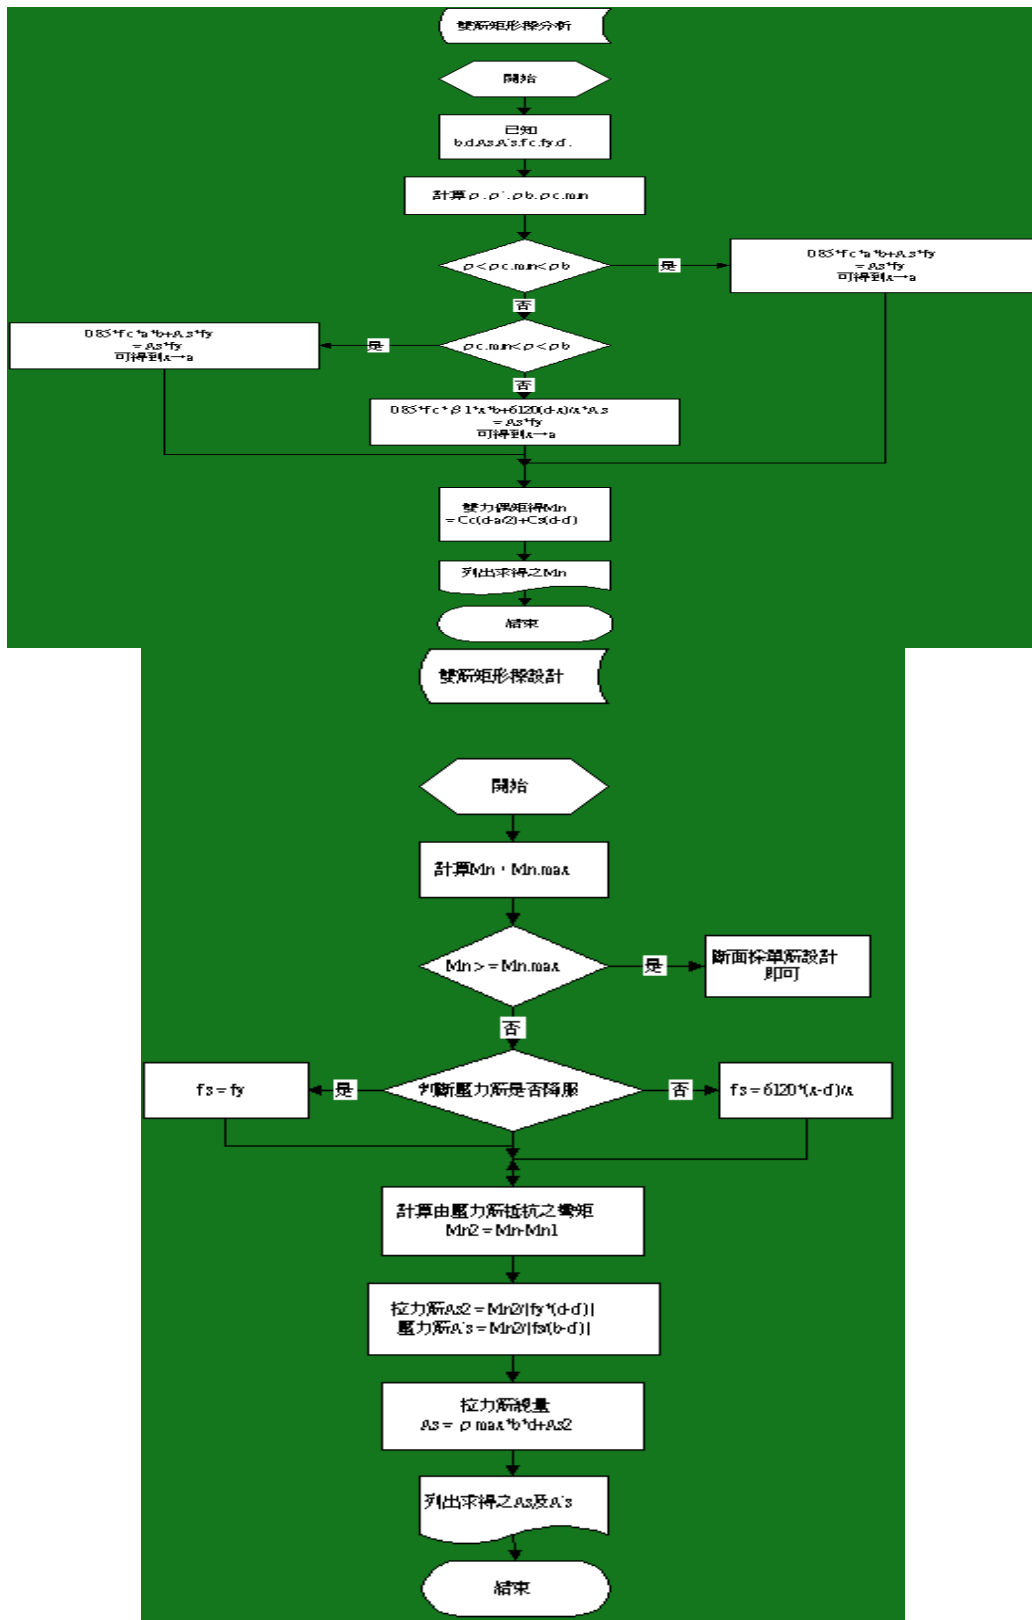 雙筋矩形樑分析
開始
已知
b.d.As.A's.f'c.fy.d'.
計算ρ.ρ'.ρb.ρc.min
ρ<ρc.min<ρb
是
0.85*f'c*a*b+A's*fy
=As*fy
可得到x→a
否
ρc.min<ρ<ρb
是
0.85*f'c*a*b+A's*fy
=As*fy
可得到x→a
否
0.85*f'c*β1*x*b+6120(d-x)/x*A's
=As*fy
可得到x→a
雙力偶矩得Mn
=Cc(d-a/2)+Cs(d-d')
列出求得之Mn
結束
雙筋矩形樑設計
開始
計算Mn,Mn.max
Mn>=Mn.max
是
斷面採單筋設計
即可
否
判斷壓力筋是否降服
是
f's=fy
否
f's=6120*(x-d')/x
計算由壓力筋抵抗之彎矩
Mn2=Mn-Mn1
拉力筋As2=Mn2/[fy*(d-d')]
壓力筋A's=Mn2/[f's(b-d')]
拉力筋總量
As=ρmax*b*d+As2
列出求得之As及A's
結束